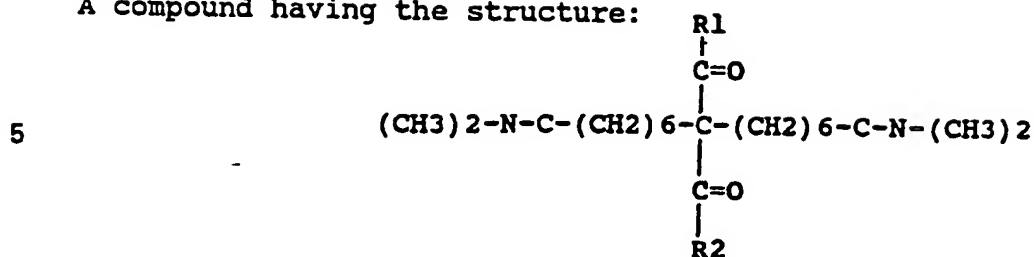 A compound having the structure:
R1
C=O
5 (CH3)2-N-C-(CH2)6-C-(CH2)6-C-N-(CH3)2
C=O
R2